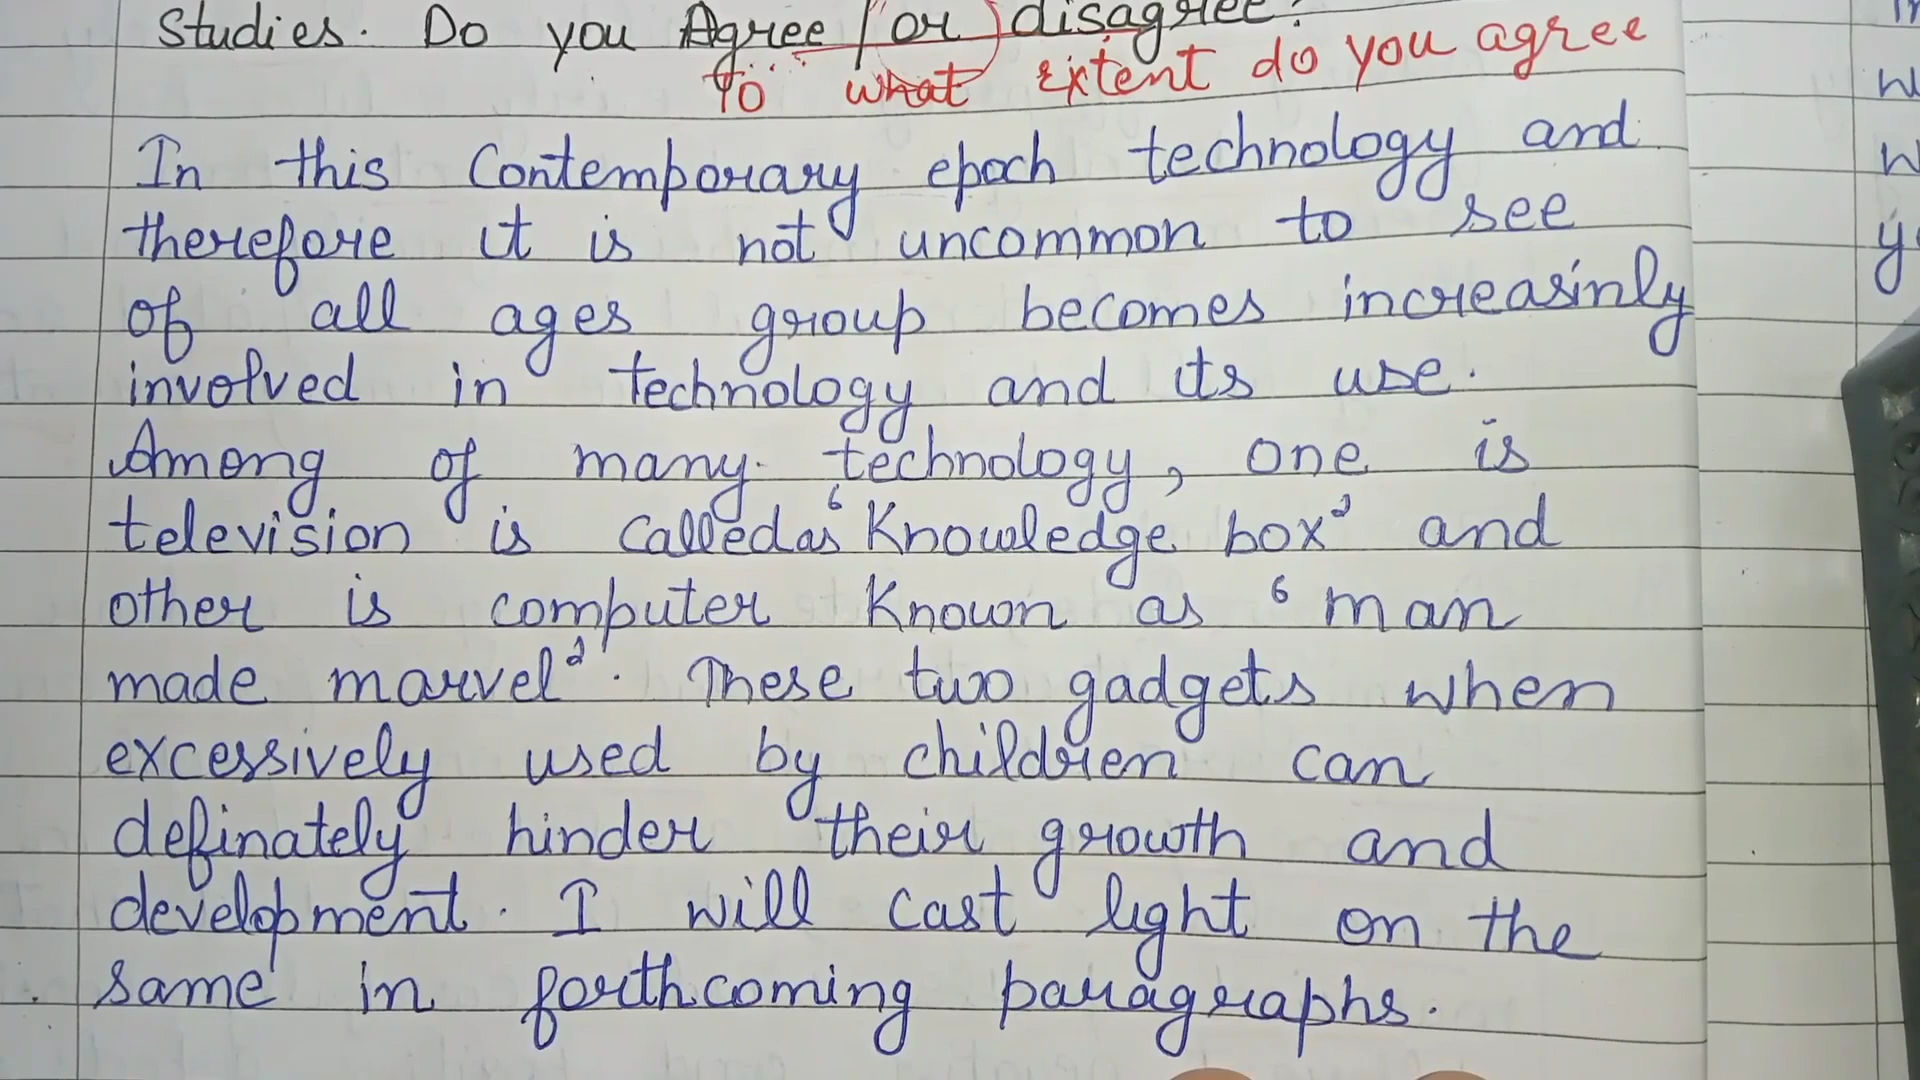 Studies. Do you Agree / or disagree?
To what extent do you agree
In this Contemporary epoch technology and
therefore it is not uncommon to see
of all ages group becomes increasinly
involved in technology and its use.
Among of many technology, one is
television is called as 'Knowledge box' and
other is computer Known as 'man
made marvel'. These two gadgets when
excessively used by children can
definately hinder their growth and
development. I will cast light on the
same in forthcoming paragraphs.